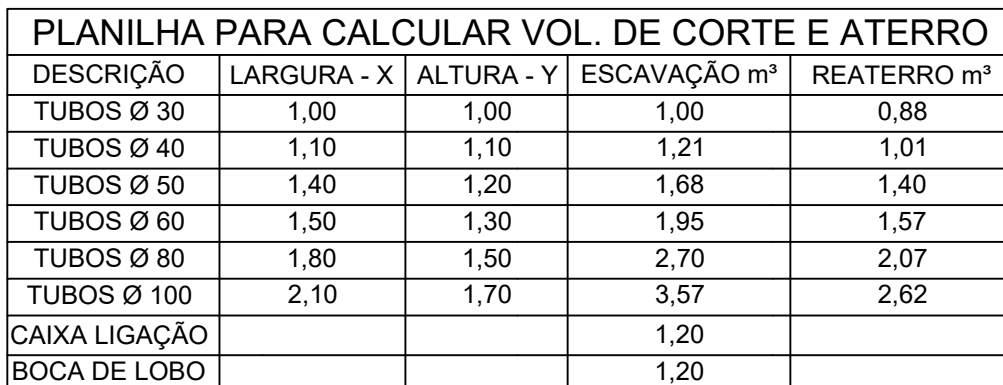 PLANILHA PARA CALCULAR VOL. DE CORTE E ATERRO
DESCRIÇÃO LARGURA - X ALTURA - Y ESCAVAÇÃO m³ REATERRO m³
TUBOS Ø 30 1,00 1,00 1,00 0,88
TUBOS Ø 40 1,10 1,10 1,21 1,01
TUBOS Ø 50 1,40 1,20 1,68 1,40
TUBOS Ø 60 1,50 1,30 1,95 1,57
TUBOS Ø 80 1,80 1,50 2,70 2,07
TUBOS Ø 100 2,10 1,70 3,57 2,62
CAIXA LIGAÇÃO 1,20
BOCA DE LOBO 1,20